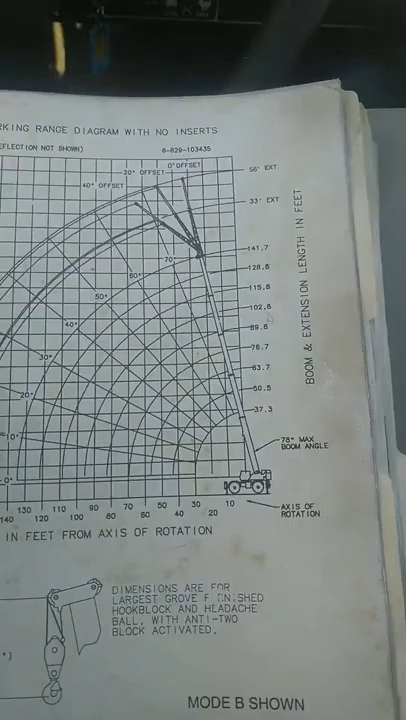 RKING RANGE DIAGRAM WITH NO INSERTS
EFLECTION NOT SHOWN)
6-829-103435
0° OFFSET
20° OFFSET
40° OFFSET
56' EXT
33' EXT
141.7
128.8
115.8
102.8
89.8
76.7
63.7
50.5
37.3
70°
60°
50°
40°
30°
20°
10°
0°
BOOM & EXTENSION LENGTH IN FEET
78° MAX
BOOM ANGLE
140 130 120 110 100 90 80 70 60 50 40 30 20 10
AXIS OF
ROTATION
IN FEET FROM AXIS OF ROTATION
DIMENSIONS ARE FOR
LARGEST GROVE FURNISHED
HOOKBLOCK AND HEADACHE
BALL, WITH ANTI-TWO
BLOCK ACTIVATED.
MODE B SHOWN